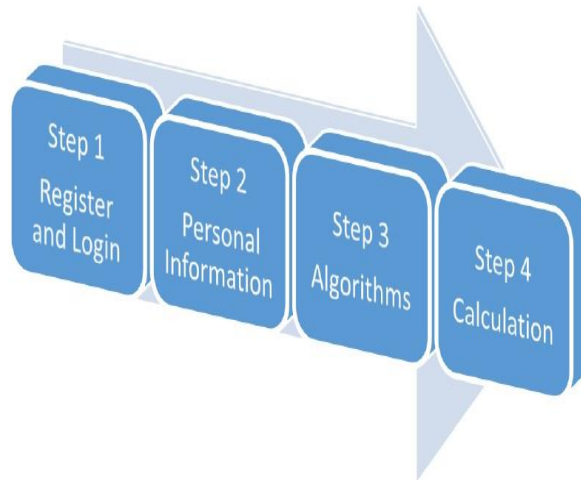 Step 1
Register
and Login
Step 2
Personal
Information
Step 3
Algorithms
Step 4
Calculation